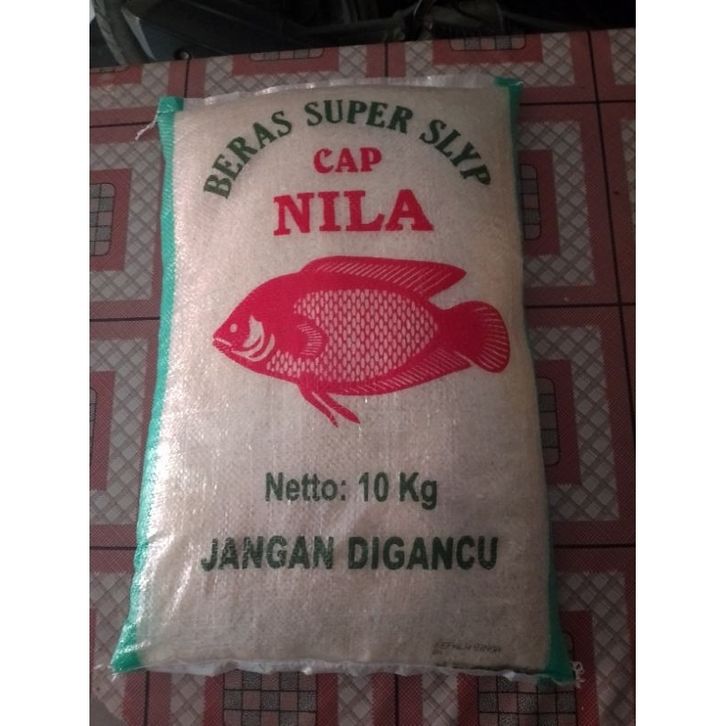 BERAS SUPER SLYP
CAP
NILA
Netto: 10 Kg
JANGAN DIGANCU